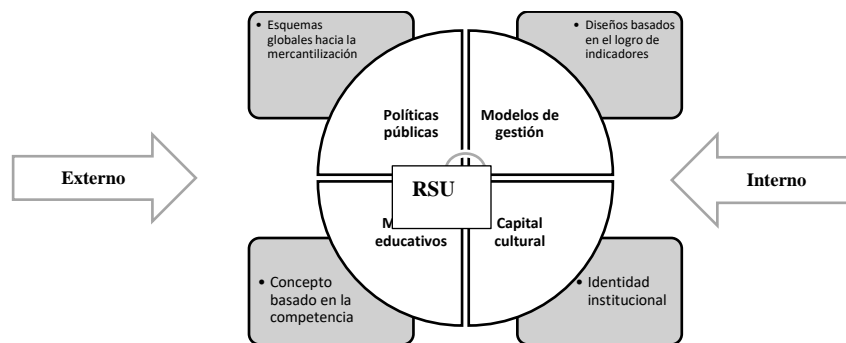 • Esquemas
globales hacia la
mercantilización
• Diseños basados
en el logro de
indicadores
Políticas
públicas
Modelos de
gestión
Externo
Interno
RSU
educativos
Capital
cultural
• Concepto
basado en la
competencia
• Identidad
institucional